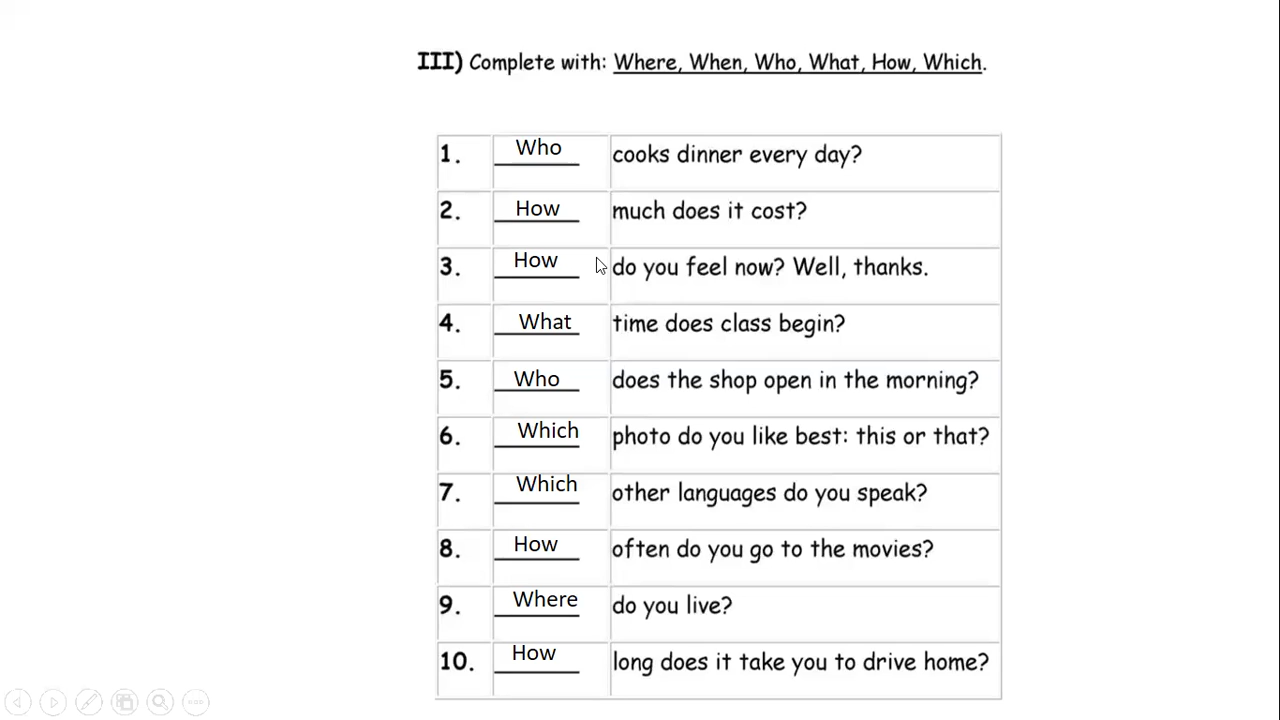 III) Complete with: Where, When, Who, What, How, Which.
1. Who cooks dinner every day?
2. How much does it cost?
3. How do you feel now? Well, thanks.
4. What time does class begin?
5. Who does the shop open in the morning?
6. Which photo do you like best: this or that?
7. Which other languages do you speak?
8. How often do you go to the movies?
9. Where do you live?
10. How long does it take you to drive home?